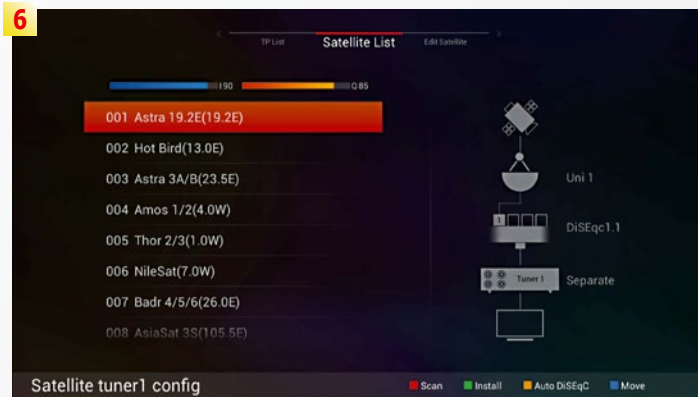 6
TP List Satellite List Edit Satellite
I 90 Q 85
001 Astra 19.2E(19.2E)
002 Hot Bird(13.0E)
003 Astra 3A/B(23.5E)
004 Amos 1/2(4.0W)
005 Thor 2/3(1.0W)
006 NileSat(7.0W)
007 Badr 4/5/6(26.0E)
008 AsiaSat 3S(105.5E)
Uni 1
1
DiSEqc1.1
Tuner 1 Separate
Satellite tuner1 config Scan Install Auto DiSEqC Move